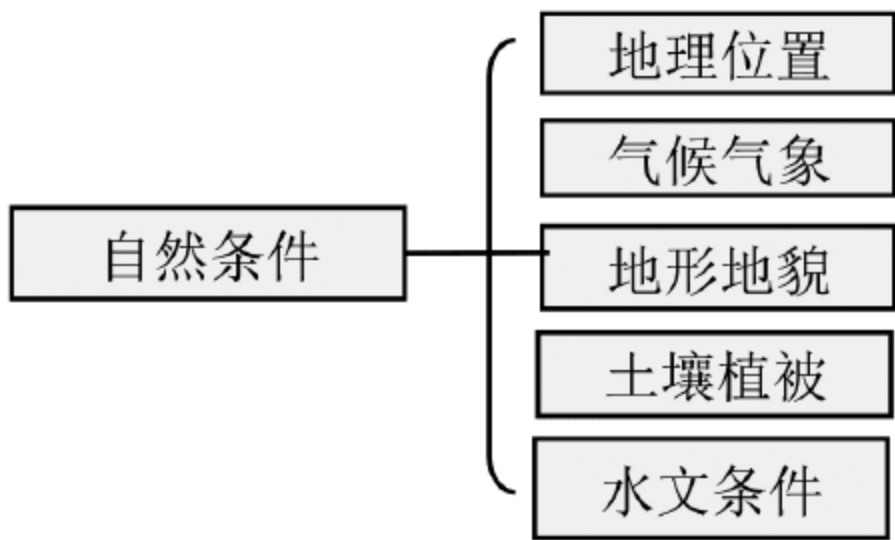 自然条件
地理位置
气候气象
地形地貌
土壤植被
水文条件